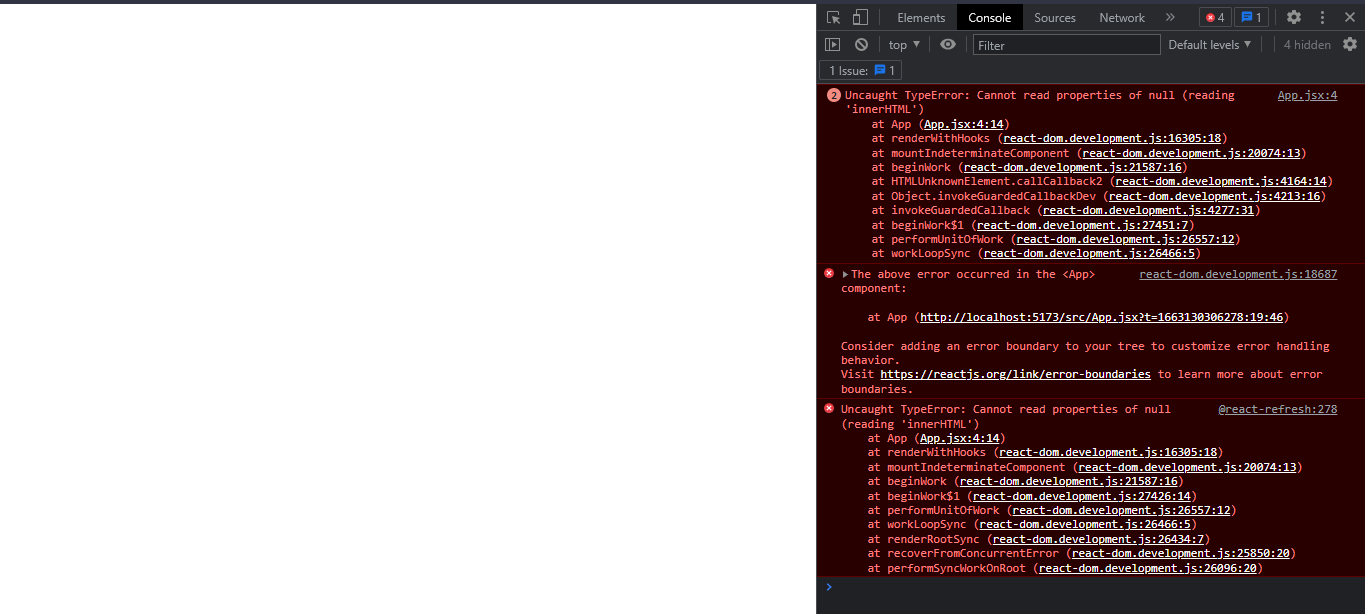 Elements Console Sources Network » 4 1
top ▼ Filter Default levels ▼ 4 hidden
1 Issue: 1
2 Uncaught TypeError: Cannot read properties of null (reading App.jsx:4
'innerHTML')
at App (App.jsx:4:14)
at renderWithHooks (react-dom.development.js:16305:18)
at mountIndeterminateComponent (react-dom.development.js:20074:13)
at beginWork (react-dom.development.js:21587:16)
at HTMLUnknownElement.callCallback2 (react-dom.development.js:4164:14)
at Object.invokeGuardedCallbackDev (react-dom.development.js:4213:16)
at invokeGuardedCallback (react-dom.development.js:4277:31)
at beginWork$1 (react-dom.development.js:27451:7)
at performUnitOfWork (react-dom.development.js:26557:12)
at workLoopSync (react-dom.development.js:26466:5)
The above error occurred in the <App> react-dom.development.js:18687
component:
at App (http://localhost:5173/src/App.jsx?t=1663130306278:19:46)
Consider adding an error boundary to your tree to customize error handling
behavior.
Visit https://reactjs.org/link/error-boundaries to learn more about error
boundaries.
Uncaught TypeError: Cannot read properties of null @react-refresh:278
(reading 'innerHTML')
at App (App.jsx:4:14)
at renderWithHooks (react-dom.development.js:16305:18)
at mountIndeterminateComponent (react-dom.development.js:20074:13)
at beginWork (react-dom.development.js:21587:16)
at beginWork$1 (react-dom.development.js:27426:14)
at performUnitOfWork (react-dom.development.js:26557:12)
at workLoopSync (react-dom.development.js:26466:5)
at renderRootSync (react-dom.development.js:26434:7)
at recoverFromConcurrentError (react-dom.development.js:25850:20)
at performSyncWorkOnRoot (react-dom.development.js:26096:20)